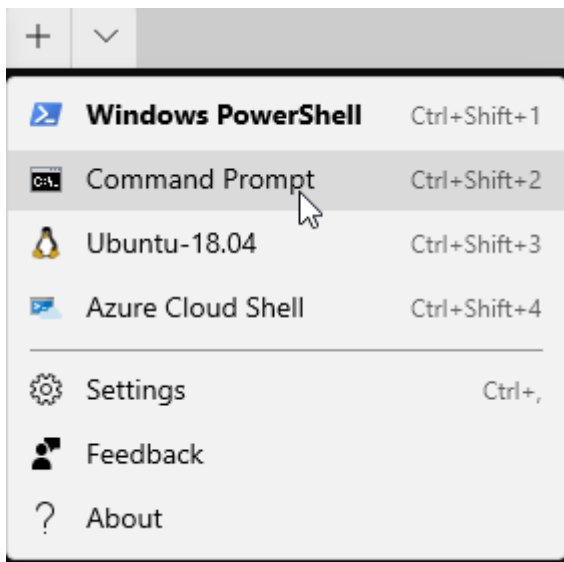 Windows PowerShell Ctrl+Shift+1
Command Prompt Ctrl+Shift+2
Ubuntu-18.04 Ctrl+Shift+3
Azure Cloud Shell Ctrl+Shift+4
Settings Ctrl+,
Feedback
About